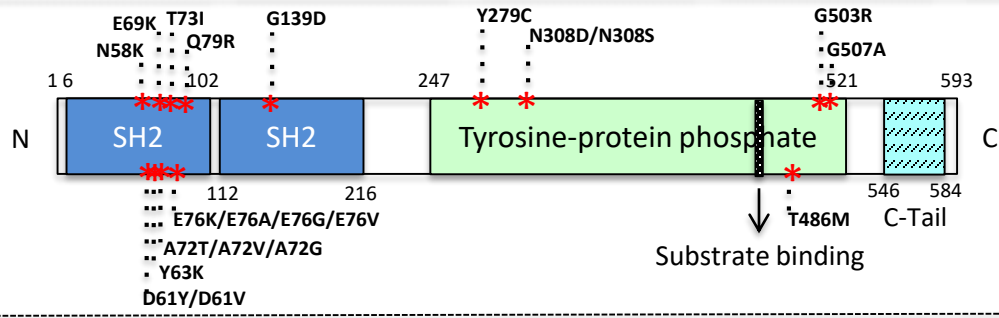 E69K T73I G139D Y279C G503R
N58K Q79R N308D/N308S G507A
1 6 102 247 521 593
N SH2 SH2 Tyrosine-protein phosphate C
112 216 546 584
E76K/E76A/E76G/E76V T486M C-Tail
A72T/A72V/A72G Substrate binding
Y63K
D61Y/D61V